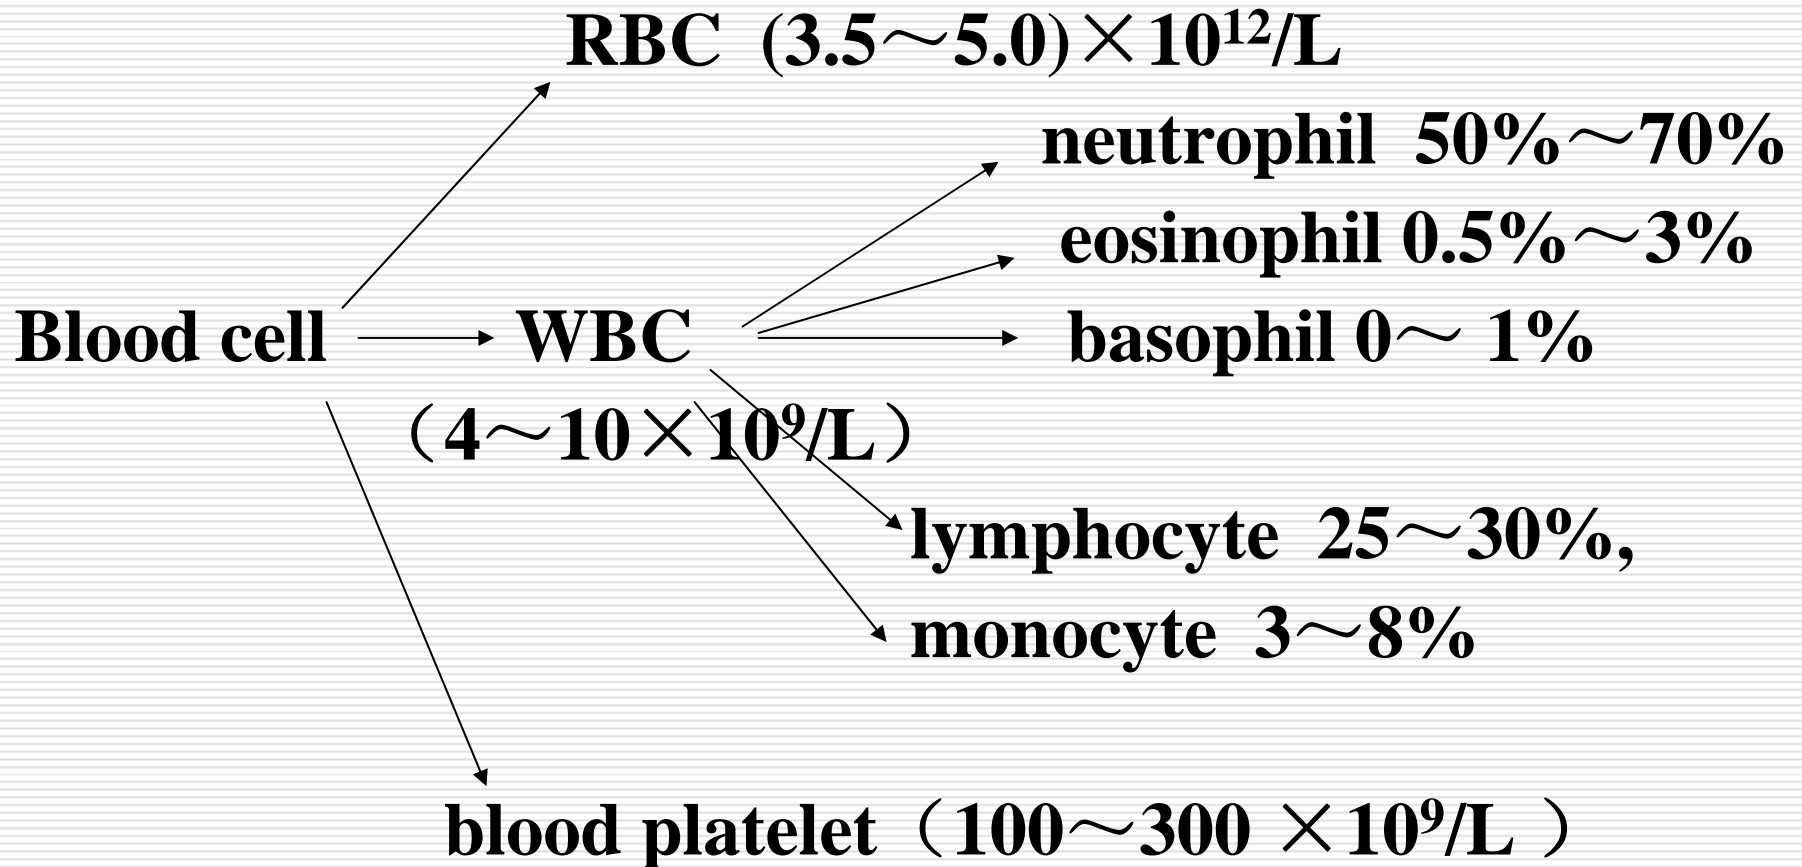 RBC (3.5～5.0)×10¹²/L
neutrophil 50%～70%
eosinophil 0.5%～3%
Blood cell WBC basophil 0～ 1%
（4～10×10⁹/L）
lymphocyte 25～30%,
monocyte 3～8%
blood platelet（100～300 ×10⁹/L ）